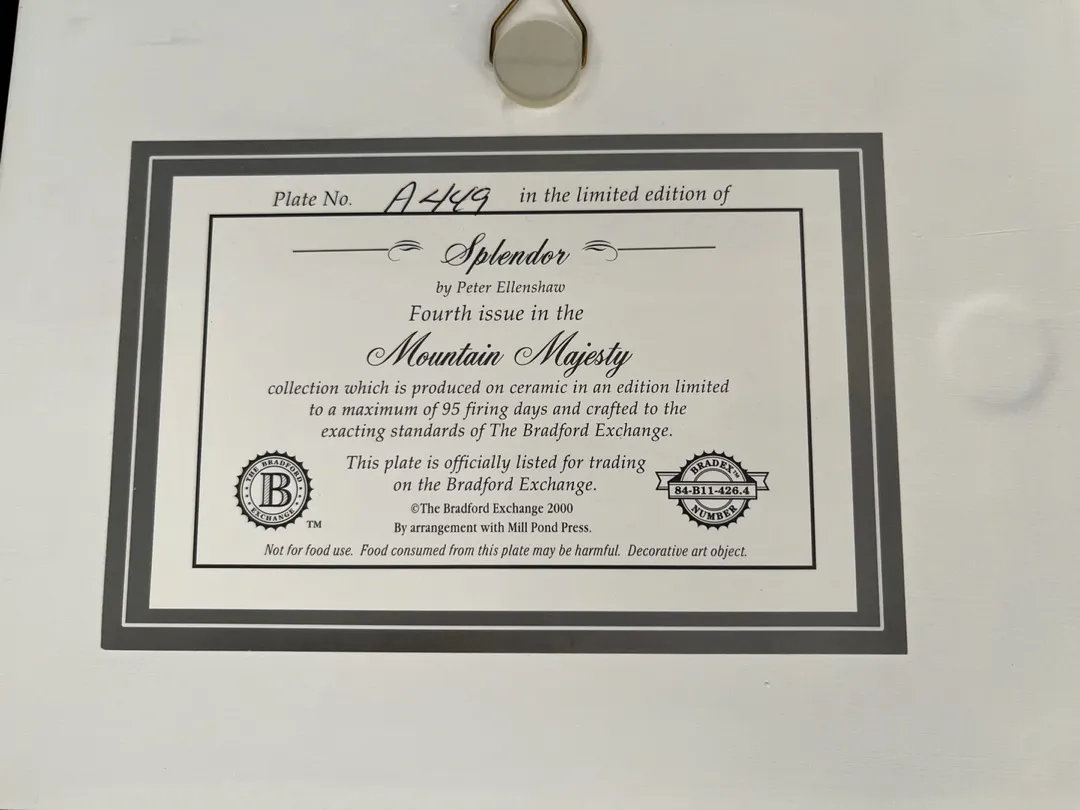 Plate No. A449 in the limited edition of
Splendor
by Peter Ellenshaw
Fourth issue in the
Mountain Majesty
collection which is produced on ceramic in an edition limited
to a maximum of 95 firing days and crafted to the
exacting standards of The Bradford Exchange.
This plate is officially listed for trading
on the Bradford Exchange.
©The Bradford Exchange 2000
By arrangement with Mill Pond Press.
THE BRADFORD
B
EXCHANGE
TM
BRADEX™
84-B11-426.4
NUMBER
Not for food use. Food consumed from this plate may be harmful. Decorative art object.